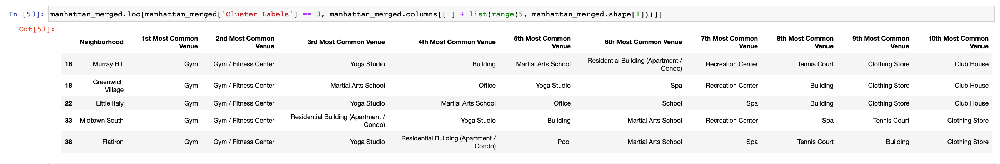 In [53]: manhattan_merged.loc[manhattan_merged['Cluster Labels'] == 3, manhattan_merged.columns[[1] + list(range(5, manhattan_merged.shape[1]))]]
Out[53]:
Neighborhood 1st Most Common Venue 2nd Most Common Venue 3rd Most Common Venue 4th Most Common Venue 5th Most Common Venue 6th Most Common Venue 7th Most Common Venue 8th Most Common Venue 9th Most Common Venue 10th Most Common Venue
16 Murray Hill Gym Gym / Fitness Center Yoga Studio Building Martial Arts School Residential Building (Apartment / Condo) Recreation Center Tennis Court Clothing Store Club House
18 Greenwich Village Gym Gym / Fitness Center Martial Arts School Office Yoga Studio Spa Recreation Center Building Clothing Store Club House
22 Little Italy Gym Gym / Fitness Center Yoga Studio Martial Arts School Office School Spa Building Clothing Store Club House
33 Midtown South Gym Gym / Fitness Center Residential Building (Apartment / Condo) Yoga Studio Building Martial Arts School Recreation Center Spa Tennis Court Clothing Store
38 Flatiron Gym Gym / Fitness Center Yoga Studio Residential Building (Apartment / Condo) Pool Martial Arts School Spa Tennis Court Building Clothing Store